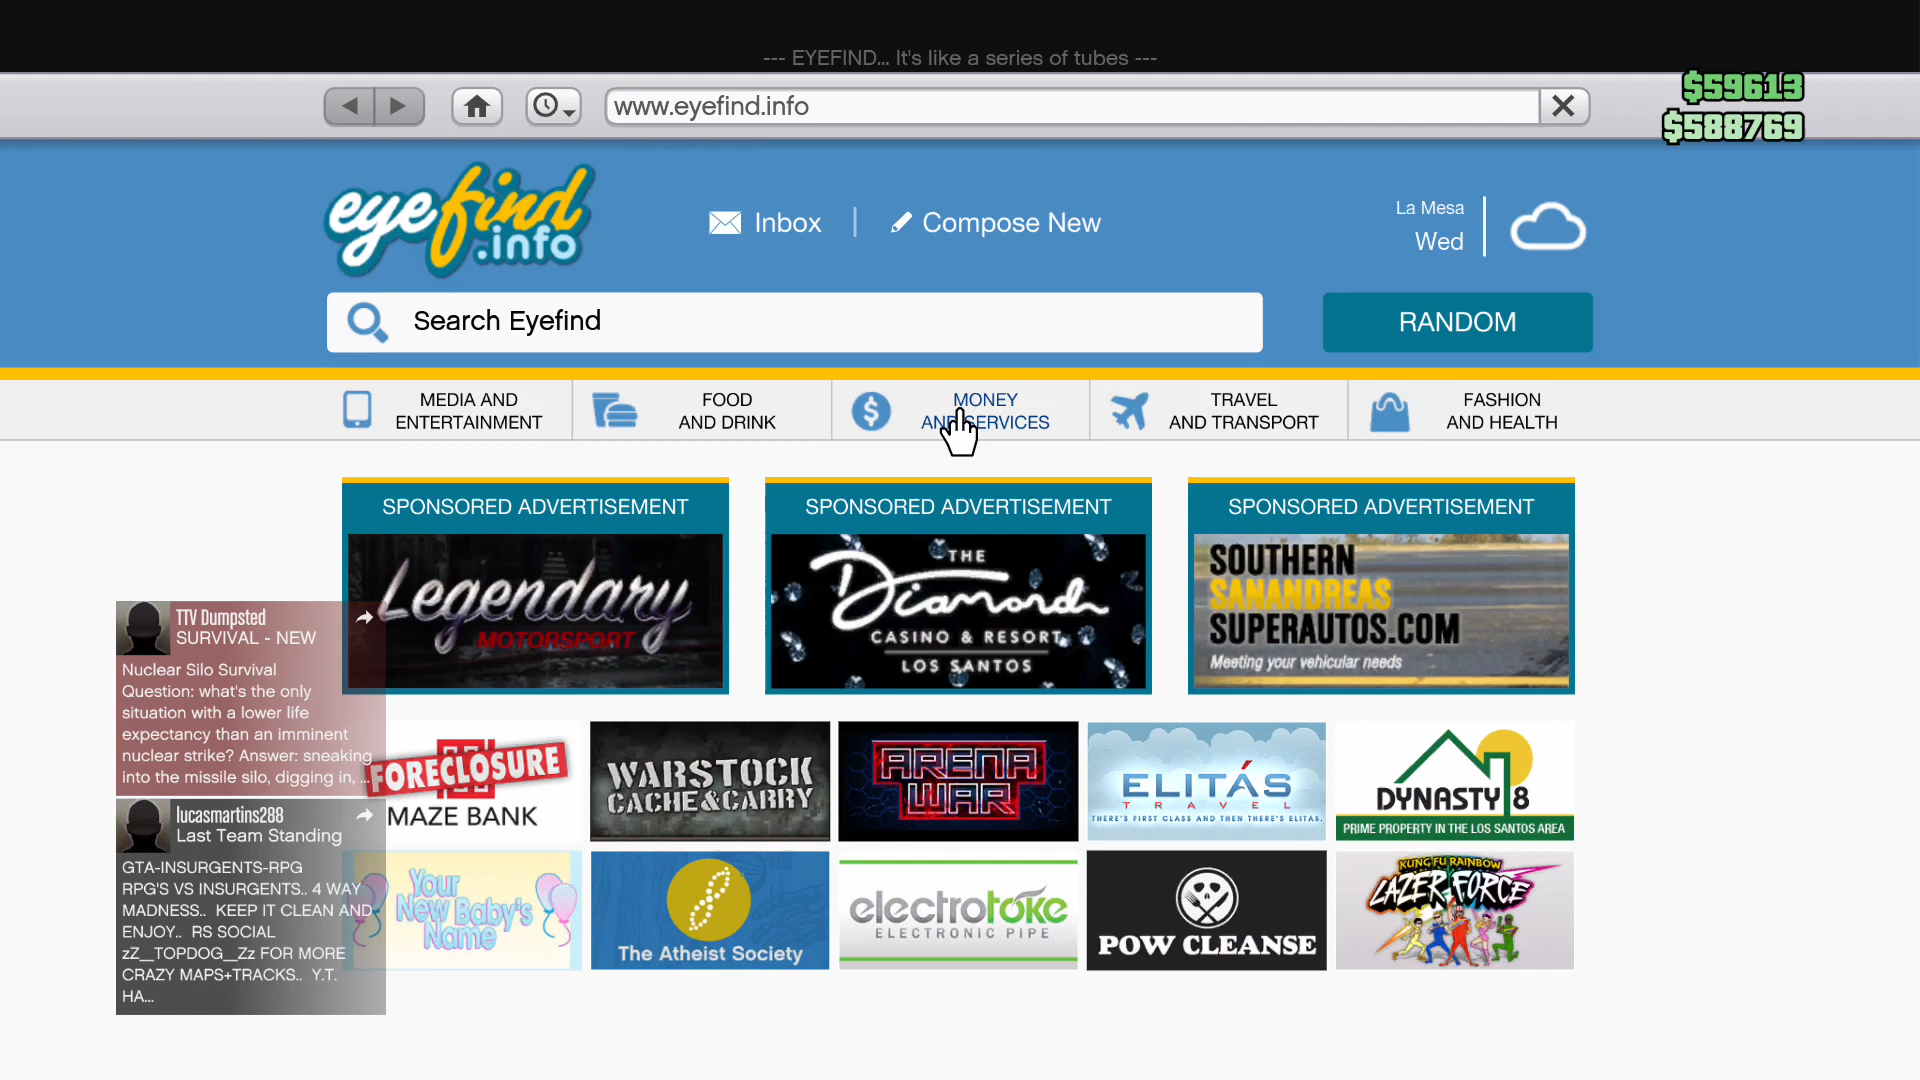 --- EYEFIND... It's like a series of tubes ---
www.eyefind.info
$59613
$588769
eyefind
.info
Inbox
Compose New
La Mesa
Wed
Search Eyefind
RANDOM
MEDIA AND
ENTERTAINMENT
FOOD
AND DRINK
MONEY
AND SERVICES
TRAVEL
AND TRANSPORT
FASHION
AND HEALTH
SPONSORED ADVERTISEMENT
Legendary
MOTORSPORT
SPONSORED ADVERTISEMENT
THE
Diamond
CASINO & RESORT
LOS SANTOS
SPONSORED ADVERTISEMENT
SOUTHERN
SANANDREAS
SUPERAUTOS.COM
Meeting your vehicular needs
TTV Dumpsted
SURVIVAL - NEW
Nuclear Silo Survival
Question: what's the only
situation with a lower life
expectancy than an imminent
nuclear strike? Answer: sneaking
into the missile silo, digging in, ...
lucasmartins288
Last Team Standing
GTA-INSURGENTS-RPG
RPG'S VS INSURGENTS.. 4 WAY
MADNESS.. KEEP IT CLEAN AND
ENJOY.. RS SOCIAL
zZ__TOPDOG__Zz FOR MORE
CRAZY MAPS+TRACKS.. Y.T.
HA...
FORECLOSURE
MAZE BANK
WARSTOCK
CACHE&CARRY
ARENA
WAR
ELITÁS
TRAVEL
THERE'S FIRST CLASS AND THEN THERE'S ELITAS.
DYNASTY 8
PRIME PROPERTY IN THE LOS SANTOS AREA
Your
New Baby's
Name
The Atheist Society
electrotoke
ELECTRONIC PIPE
POW CLEANSE
KUNG FU RAINBOW
LAZER FORCE